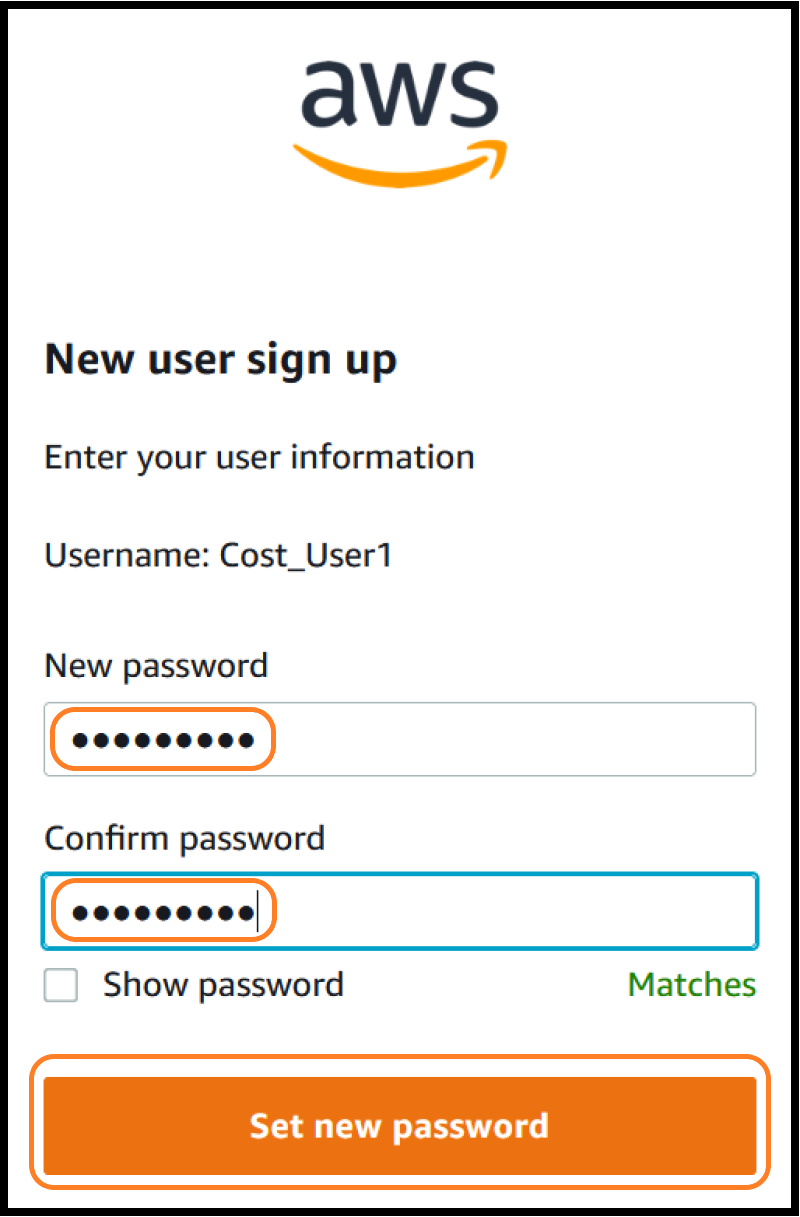 aws
New user sign up
Enter your user information
Username: Cost_User1
New password
●●●●●●●●●
Confirm password
●●●●●●●●●
Show password Matches
Set new password